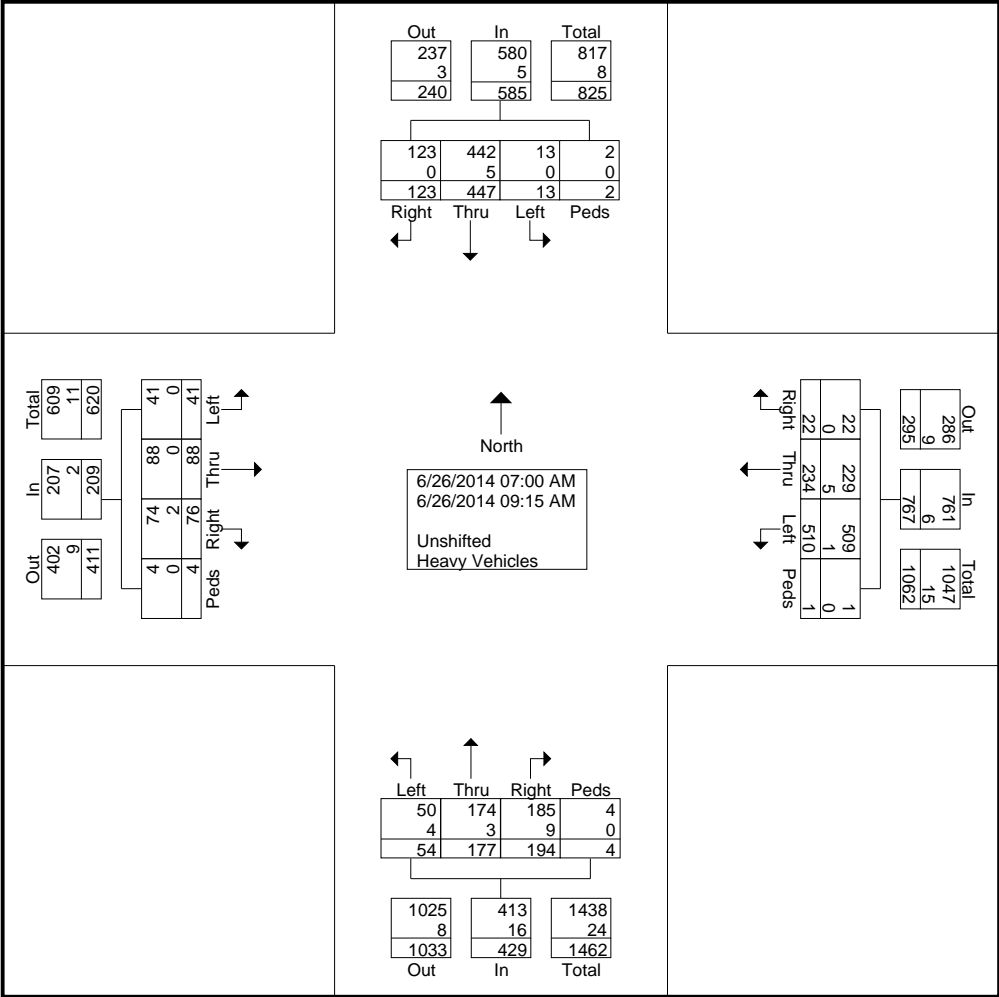 Out In Total
237 580 817
3 5 8
240 585 825
123 442 13 2
0 5 0 0
123 447 13 2
Right Thru Left Peds
Total 609 11 620
In 207 2 209
Out 402 9 411
41 0 41 Left
88 0 88 Thru
74 2 76 Right
4 0 4 Peds
North
6/26/2014 07:00 AM
6/26/2014 09:15 AM
Unshifted
Heavy Vehicles
Right 22 0 22
Thru 234 5 229
Left 510 1 509
Peds 1 0 1
Out 286 9 295
In 761 6 767
Total 1047 15 1062
Left Thru Right Peds
50 174 185 4
4 3 9 0
54 177 194 4
1025 413 1438
8 16 24
1033 429 1462
Out In Total